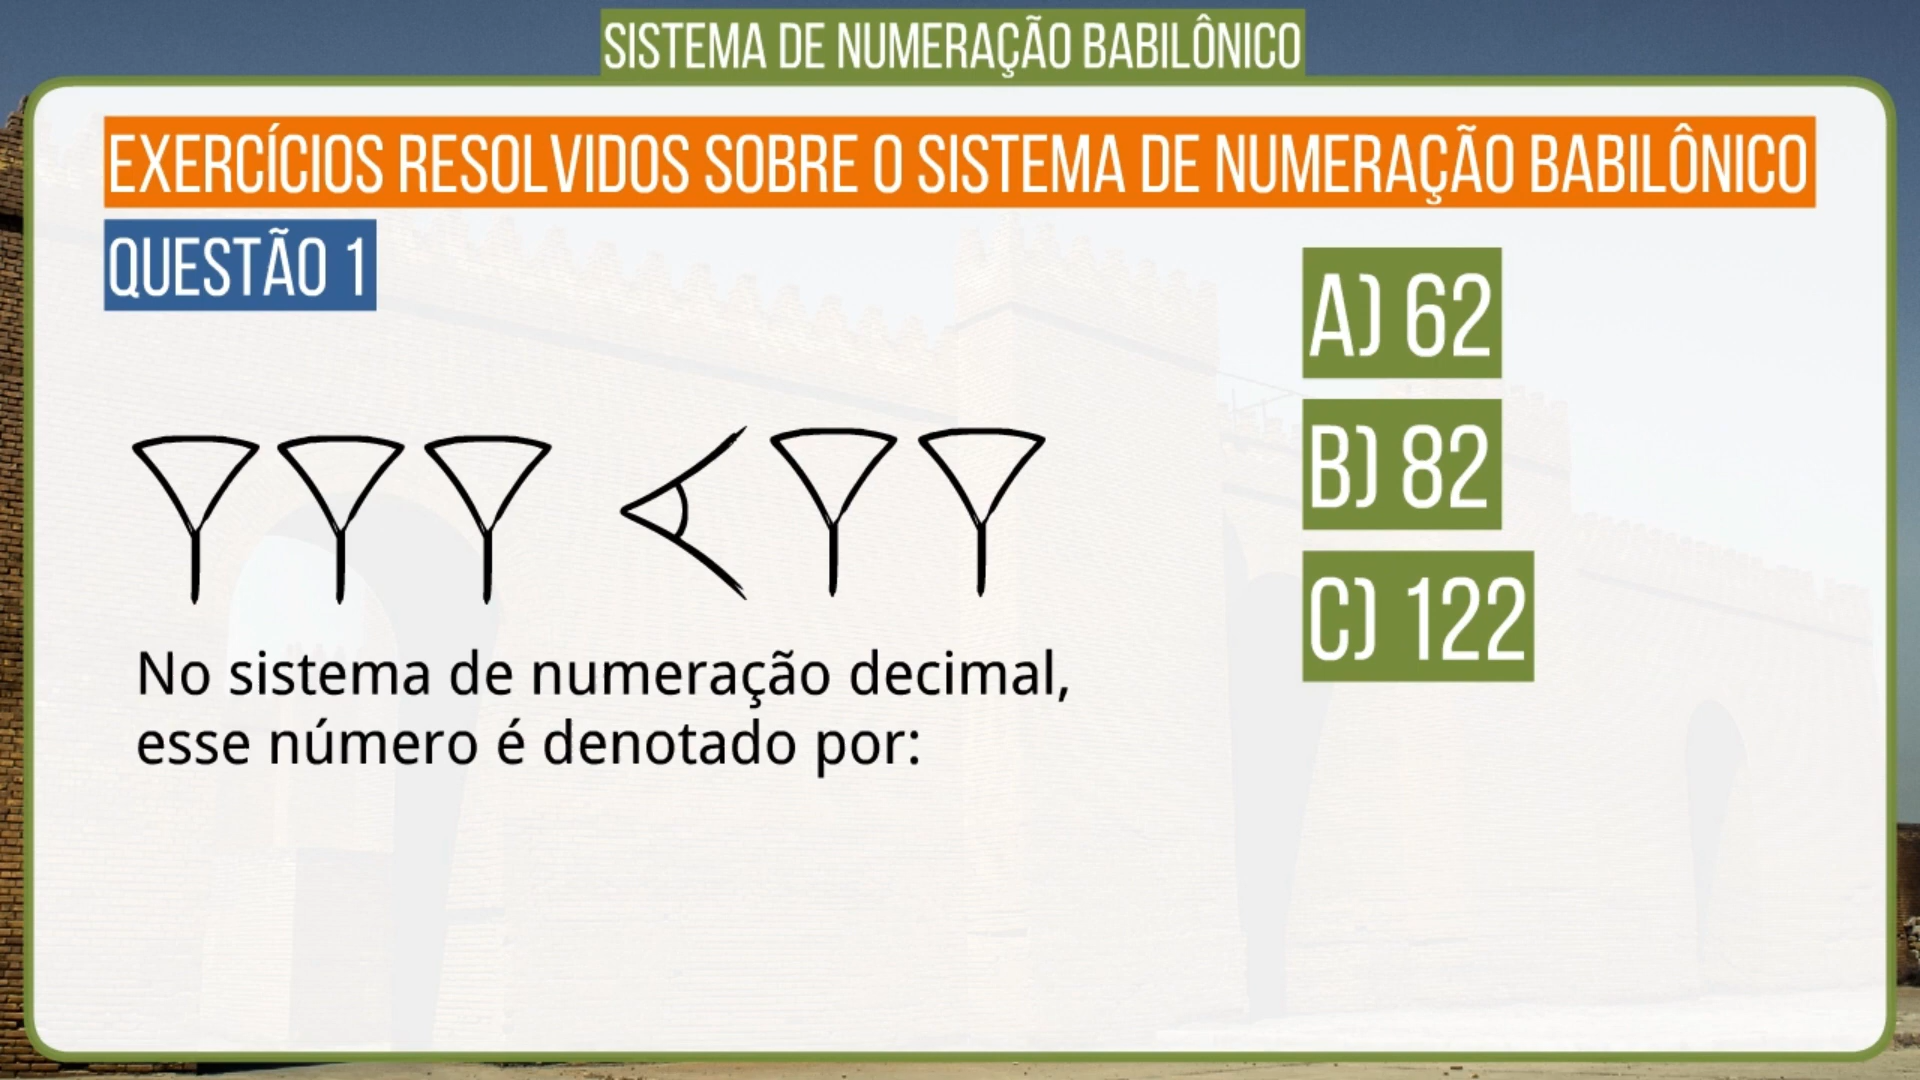 SISTEMA DE NUMERAÇÃO BABILÔNICO
EXERCÍCIOS RESOLVIDOS SOBRE O SISTEMA DE NUMERAÇÃO BABILÔNICO
QUESTÃO 1
No sistema de numeração decimal,
esse número é denotado por:
A) 62
B) 82
C) 122